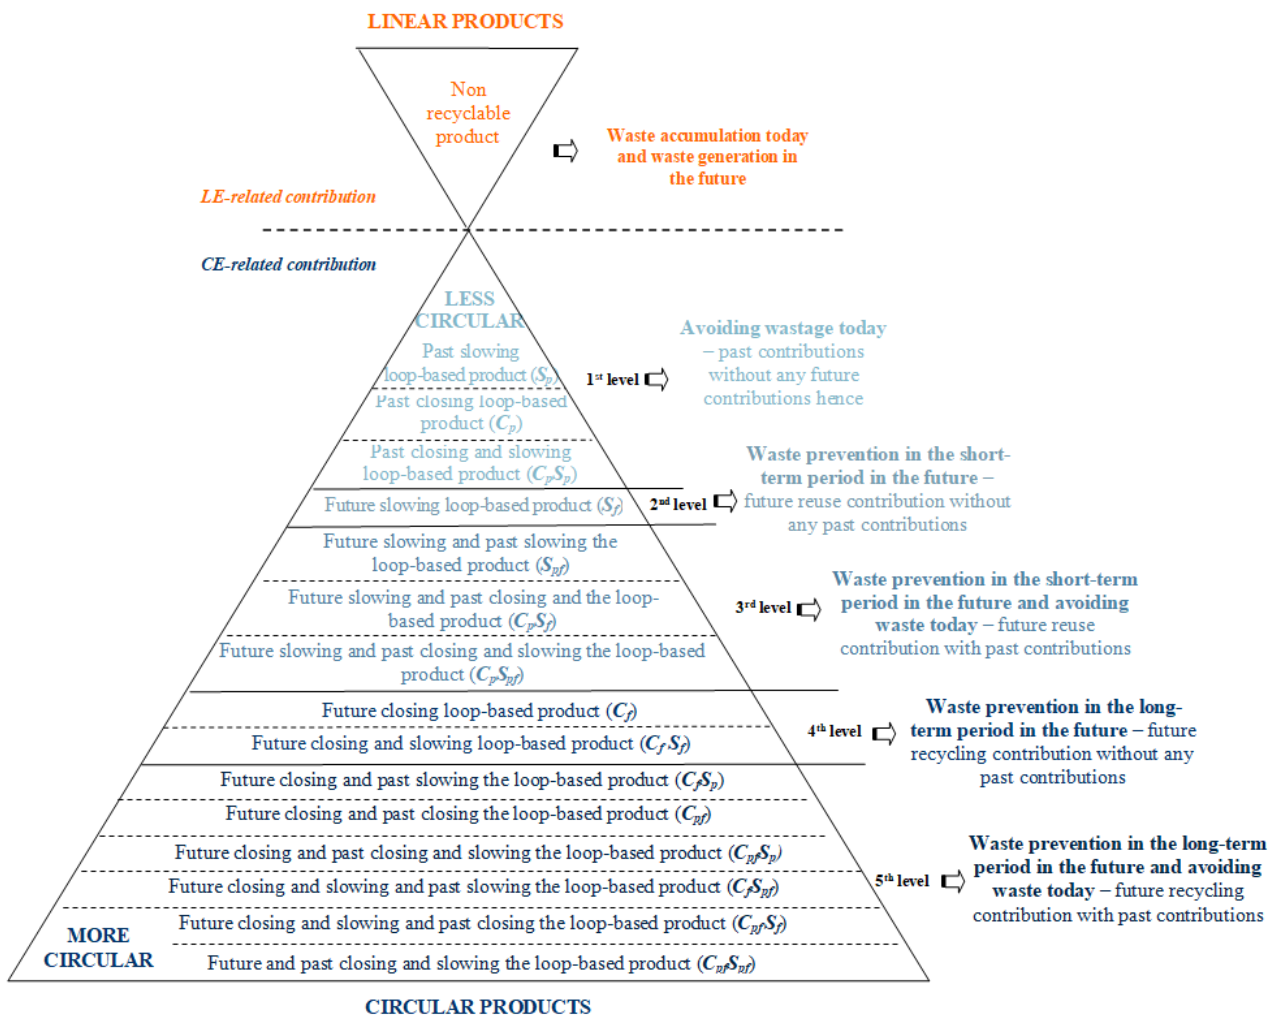 LINEAR PRODUCTS
Non
recyclable
product
Waste accumulation today
and waste generation in
the future
LE-related contribution
CE-related contribution
LESS
CIRCULAR
Past slowing
loop-based product (Sp)
1st level
Avoiding wastage today
– past contributions
without any future
contributions hence
Past closing loop-based
product (Cp)
Past closing and slowing
loop-based product (CpSp)
Future slowing loop-based product (Sf)
2nd level
Waste prevention in the short-
term period in the future –
future reuse contribution without
any past contributions
Future slowing and past slowing the
loop-based product (Spf)
Future slowing and past closing and the loop-
based product (CpSf)
Future slowing and past closing and slowing the loop-based
product (CpSpf)
3rd level
Waste prevention in the short-term
period in the future and avoiding
waste today – future reuse
contribution with past contributions
Future closing loop-based product (Cf)
Future closing and slowing loop-based product (Cf Sf)
4th level
Waste prevention in the long-
term period in the future – future
recycling contribution without any
past contributions
Future closing and past slowing the loop-based product (CfSp)
Future closing and past closing the loop-based product (Cpf)
Future closing and past closing and slowing the loop-based product (CpfSp)
Future closing and slowing and past slowing the loop-based product (CfSpf)
Future closing and slowing and past closing the loop-based product (CpfSf)
Future and past closing and slowing the loop-based product (CpfSpf)
5th level
Waste prevention in the long-term
period in the future and avoiding
waste today – future recycling
contribution with past contributions
MORE
CIRCULAR
CIRCULAR PRODUCTS